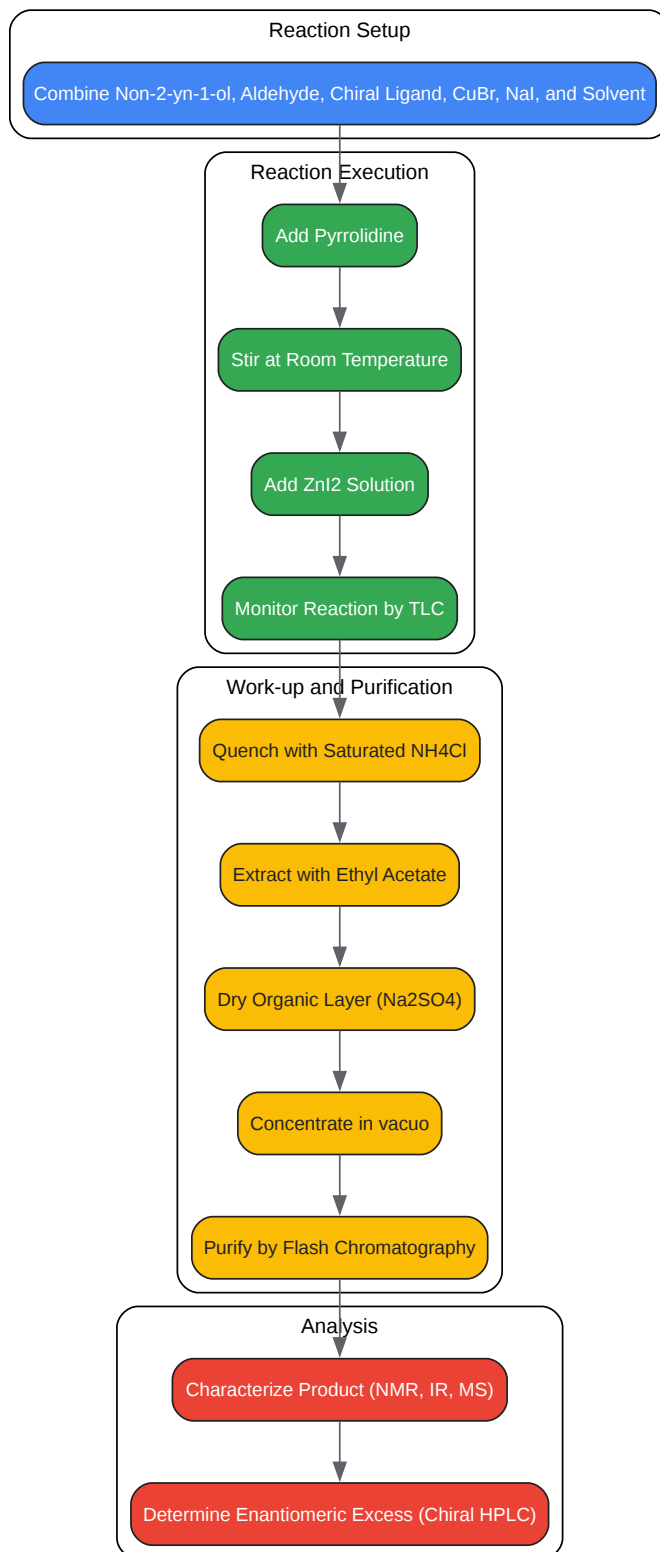 Reaction Setup
Combine Non-2-yn-1-ol, Aldehyde, Chiral Ligand, CuBr, NaI, and Solvent
Reaction Execution
Add Pyrrolidine
Stir at Room Temperature
Add ZnI2 Solution
Monitor Reaction by TLC
Work-up and Purification
Quench with Saturated NH4Cl
Extract with Ethyl Acetate
Dry Organic Layer (Na2SO4)
Concentrate in vacuo
Purify by Flash Chromatography
Analysis
Characterize Product (NMR, IR, MS)
Determine Enantiomeric Excess (Chiral HPLC)